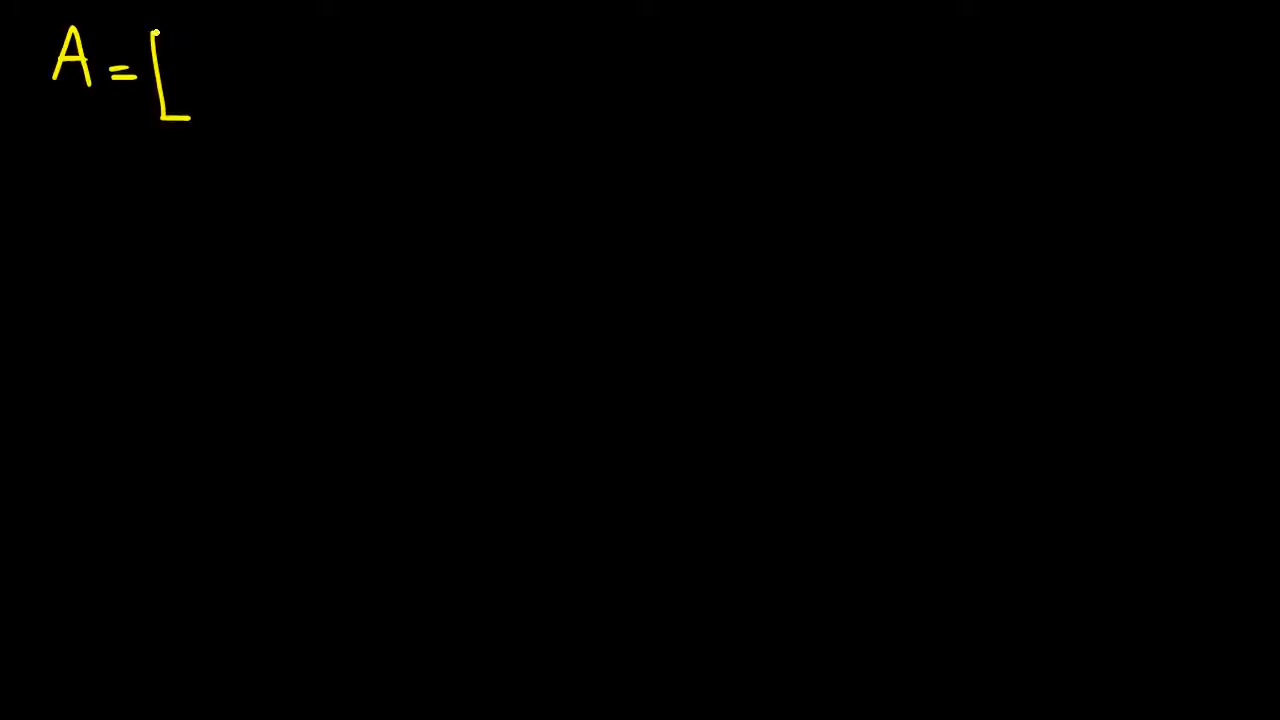 A = [